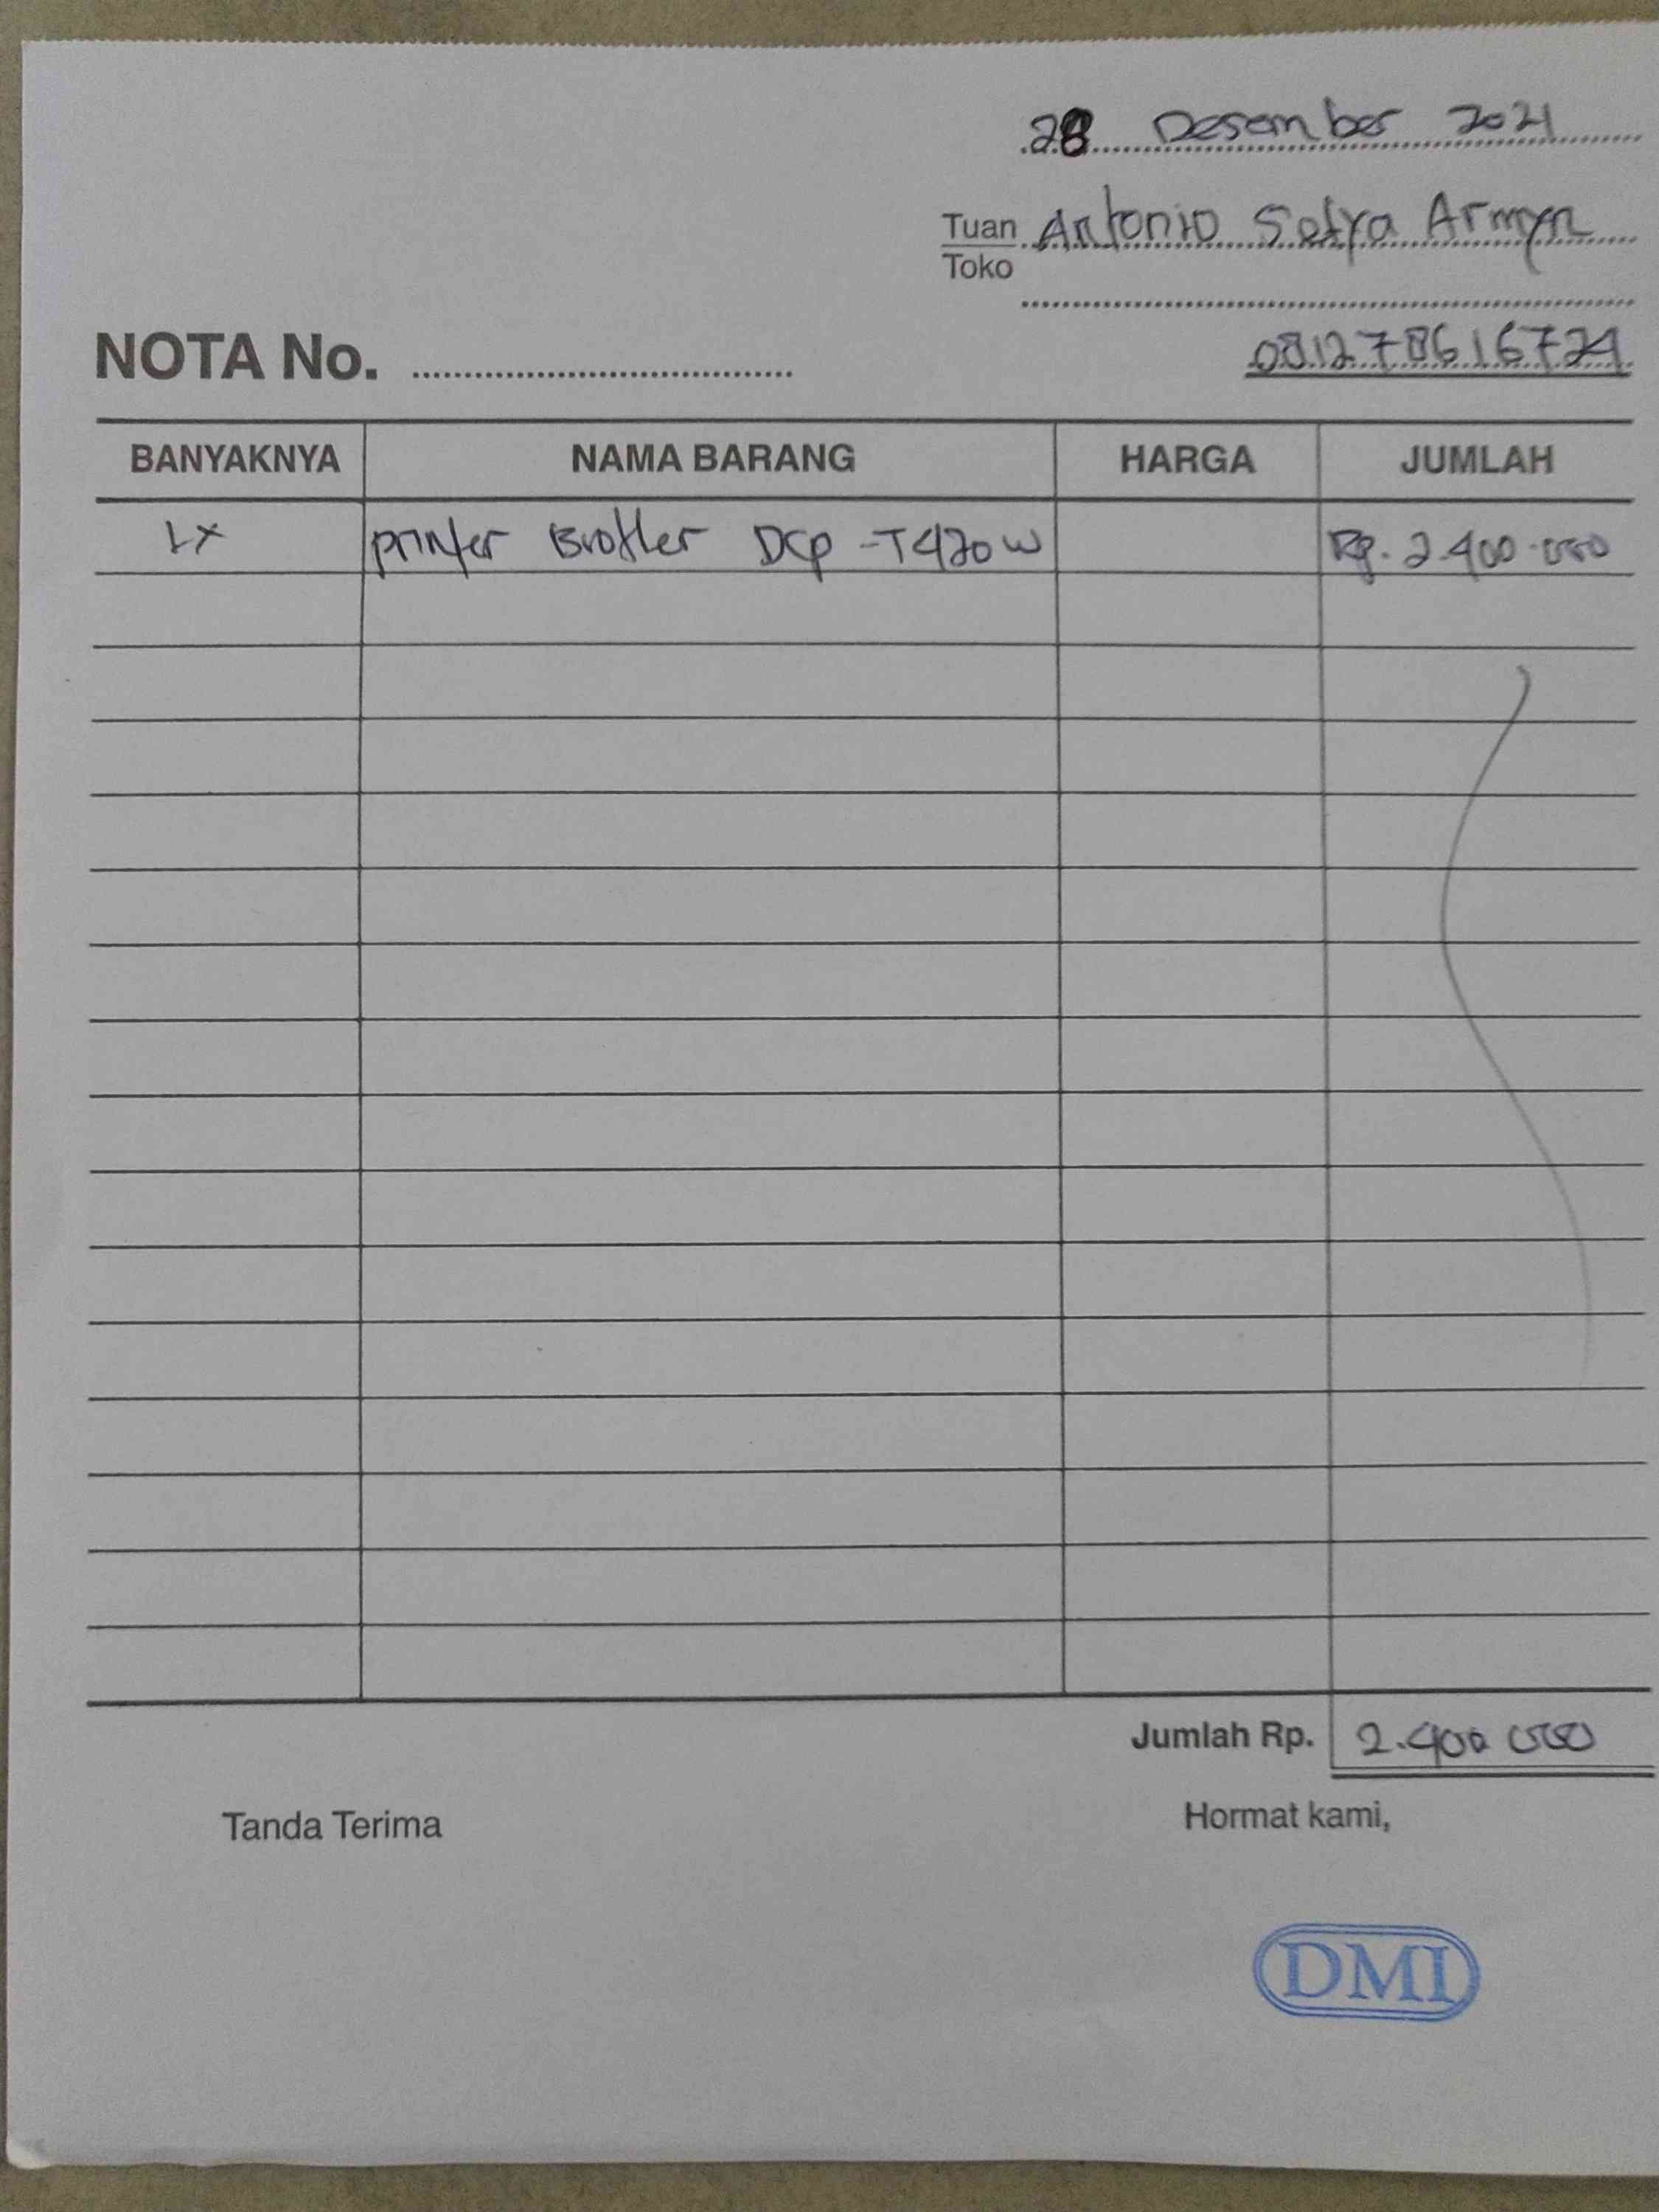 28 Desember 2021
Tuan Antonio Setya Armyn
Toko
NOTA No. 081278616724
BANYAKNYA NAMA BARANG HARGA JUMLAH
1x printer Brother DCP -T420W Rp. 2.400.000
Jumlah Rp. 2.400 000
Tanda Terima Hormat kami,
DMI